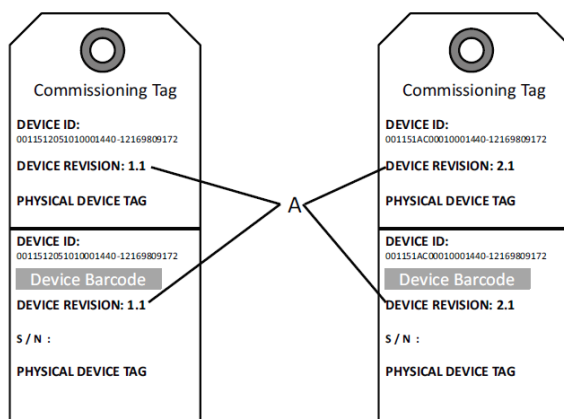 Commissioning Tag
DEVICE ID:
0011512051010001440-12169809172
DEVICE REVISION: 1.1
PHYSICAL DEVICE TAG
DEVICE ID:
0011512051010001440-12169809172
Device Barcode
DEVICE REVISION: 1.1
S / N :
PHYSICAL DEVICE TAG
A
Commissioning Tag
DEVICE ID:
001151AC00010001440-12169809172
DEVICE REVISION: 2.1
PHYSICAL DEVICE TAG
DEVICE ID:
001151AC00010001440-12169809172
Device Barcode
DEVICE REVISION: 2.1
S / N :
PHYSICAL DEVICE TAG